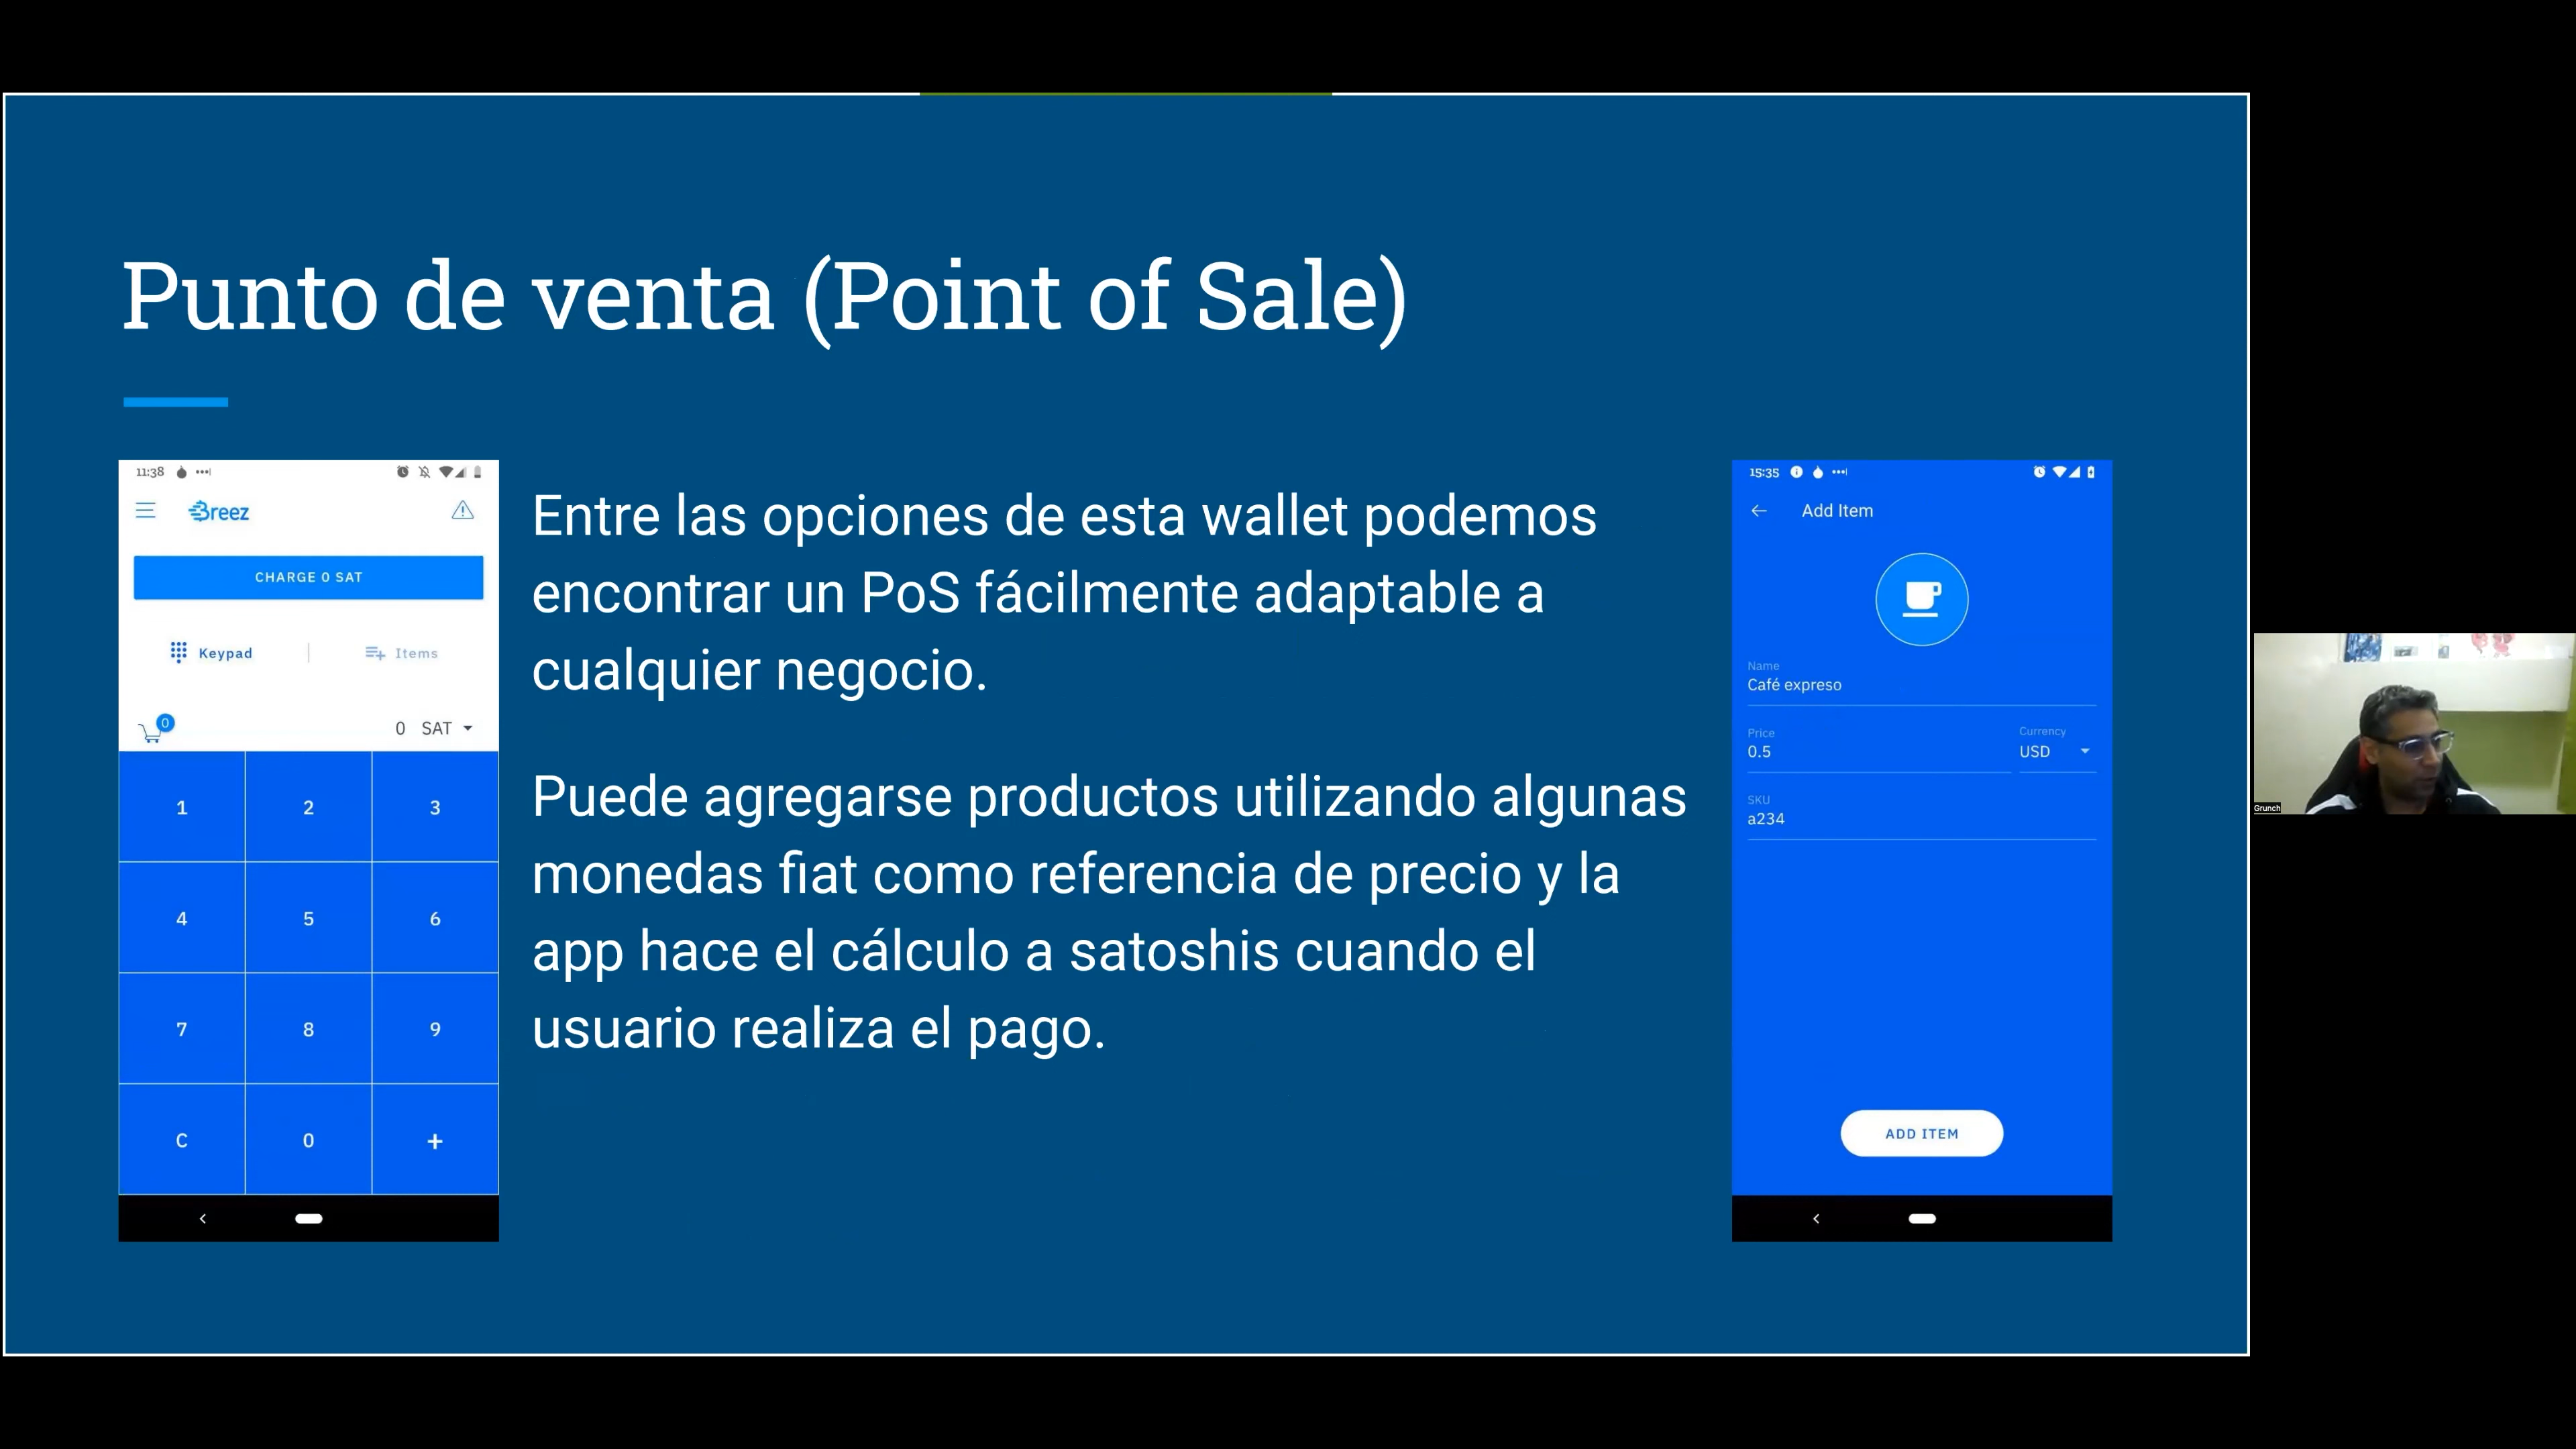 Punto de venta (Point of Sale)
11:38
Breez
CHARGE 0 SAT
Keypad
Items
0
0 SAT
1 2 3
4 5 6
7 8 9
C 0 +
Entre las opciones de esta wallet podemos
encontrar un PoS fácilmente adaptable a
cualquier negocio.
Puede agregarse productos utilizando algunas
monedas fiat como referencia de precio y la
app hace el cálculo a satoshis cuando el
usuario realiza el pago.
15:35
Add Item
Name
Café expreso
Price
0.5
Currency
USD
SKU
a234
ADD ITEM
Grunch